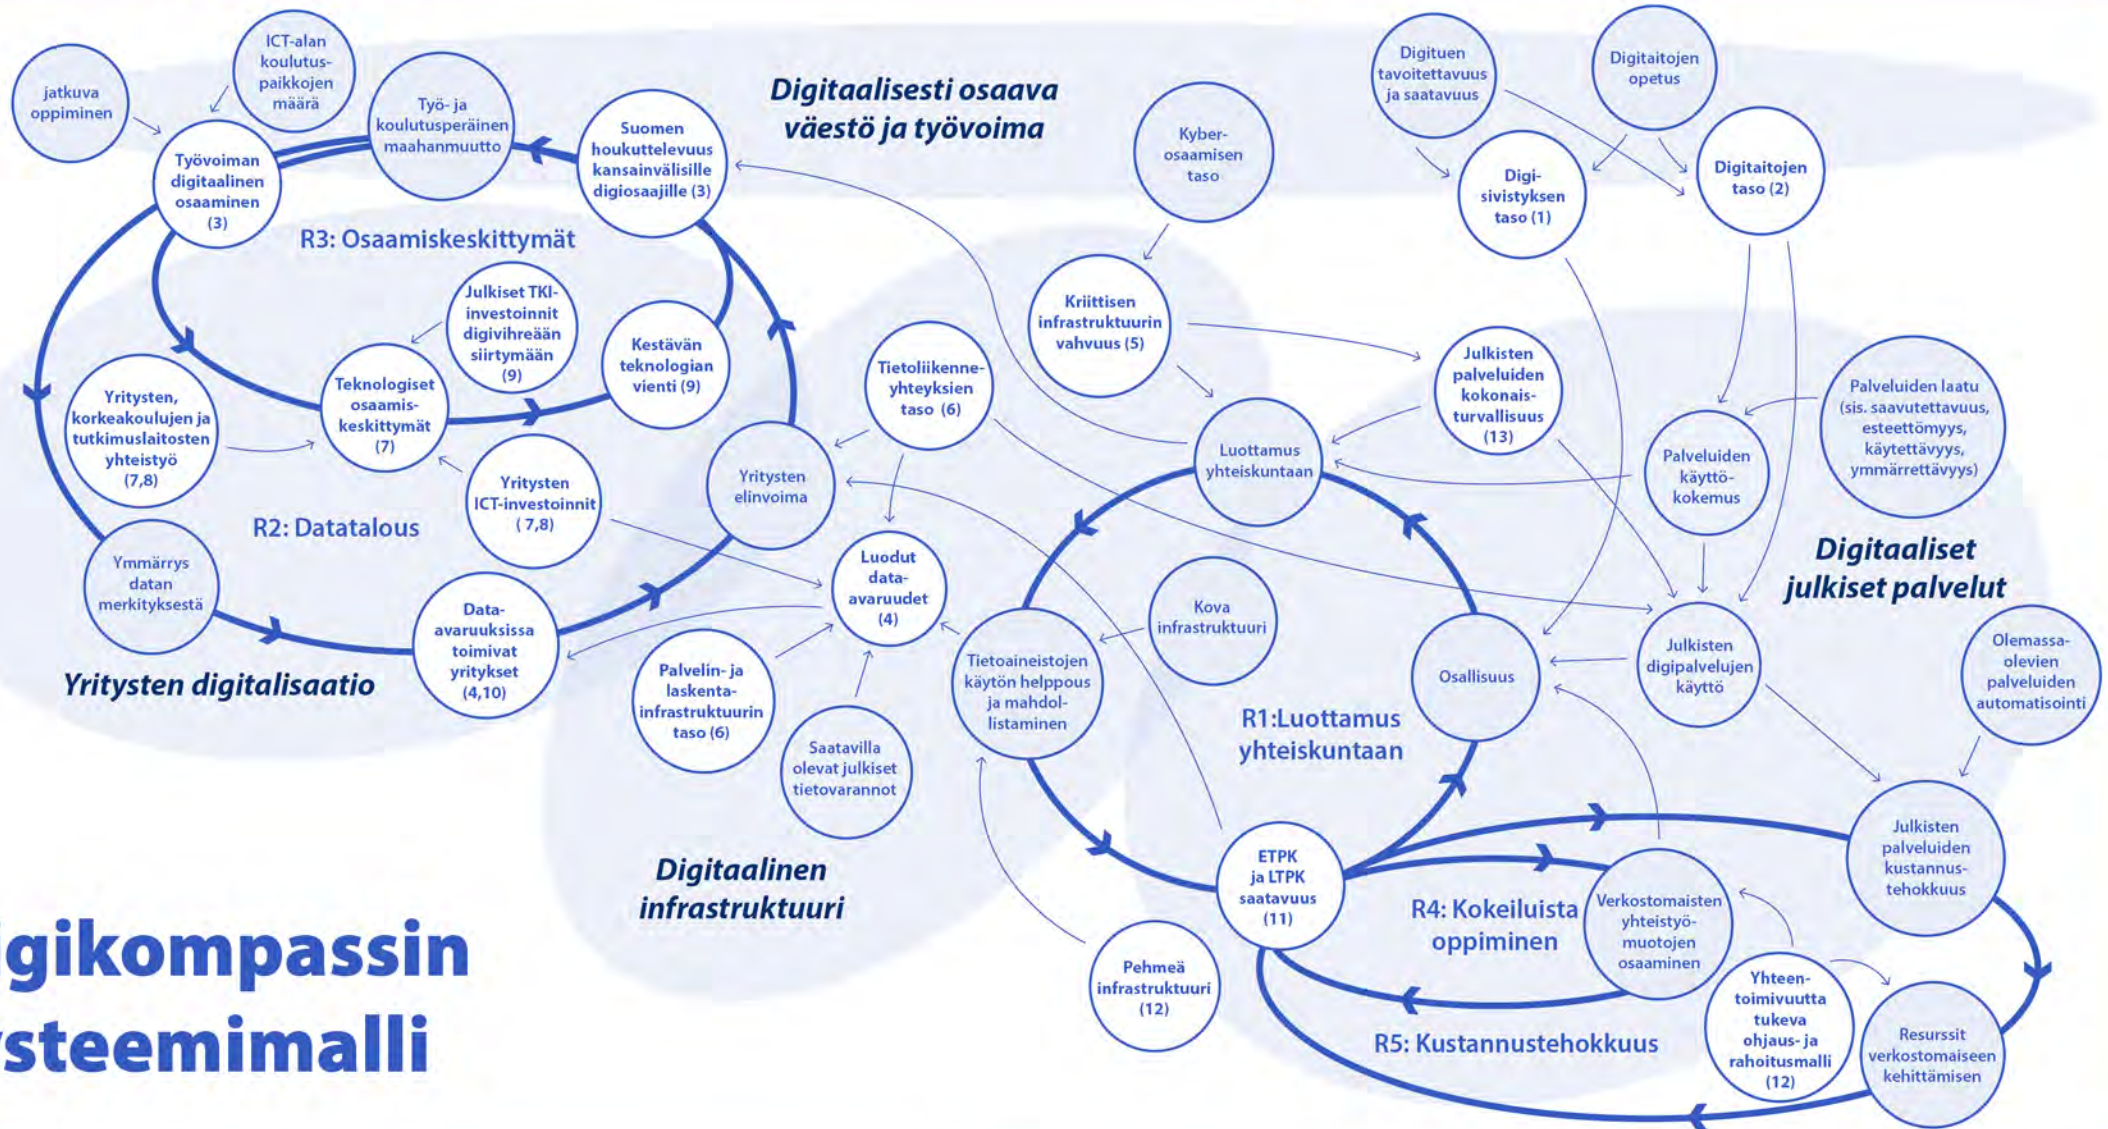 jatkuva
oppiminen
ICT-alan
koulutus-
paikkojen
määrä
Työ- ja
koulutusperäinen
maahanmuutto
Suomen
houkuttelevuus
kansainvälisille
digiosaajille (3)
Työvoiman
digitaalinen
osaaminen
(3)
Digitaalisesti osaava
väestö ja työvoima
Kyber-
osaamisen
taso
Digituen
tavoitettavuus
ja saatavuus
Digitaitojen
opetus
Digi-
sivistyksen
taso (1)
Digitaitojen
taso (2)
R3: Osaamiskeskittymät
Julkiset TKI-
investoinnit
digivihreään
siirtymään
(9)
Kestävän
teknologian
vienti (9)
Teknologiset
osaamis-
keskittymät
(7)
Yritysten,
korkeakoulujen ja
tutkimuslaitosten
yhteistyö
(7,8)
Yritysten
ICT-investoinnit
( 7,8)
R2: Datatalous
Ymmärrys
datan
merkityksestä
Data-
avaruuksissa
toimivat
yritykset
(4,10)
Yritysten digitalisaatio
Yritysten
elinvoima
Tietoliikenne-
yhteyksien
taso (6)
Kriittisen
infrastruktuurin
vahvuus (5)
Julkisten
palveluiden
kokonais-
turvallisuus
(13)
Palveluiden laatu
(sis. saavutettavuus,
esteettömyys,
käytettävyys,
ymmärrettävyys)
Luottamus
yhteiskuntaan
Palveluiden
käyttö-
kokemus
Digitaaliset
julkiset palvelut
Luodut
data-
avaruudet
(4)
Kova
infrastruktuuri
Tietoaineistojen
käytön helppous
ja mahdol-
listaminen
Osallisuus
Julkisten
digipalvelujen
käyttö
Olemassa-
olevien
palveluiden
automatisointi
Palvelin- ja
laskenta-
infrastruktuurin
taso (6)
Saatavilla
olevat julkiset
tietovarannot
R1:Luottamus
yhteiskuntaan
Digitaalinen
infrastruktuuri
ETPK
ja LTPK
saatavuus
(11)
Julkisten
palveluiden
kustannus-
tehokkuus
R4: Kokeiluista
oppiminen
Verkostomaisten
yhteistyö-
muotojen
osaaminen
Pehmeä
infrastruktuuri
(12)
Yhteen-
toimivuutta
tukeva
ohjaus- ja
rahoitusmalli
(12)
R5: Kustannustehokkuus
Resurssit
verkostomaiseen
kehittämisen
igikompassin
ysteemimalli